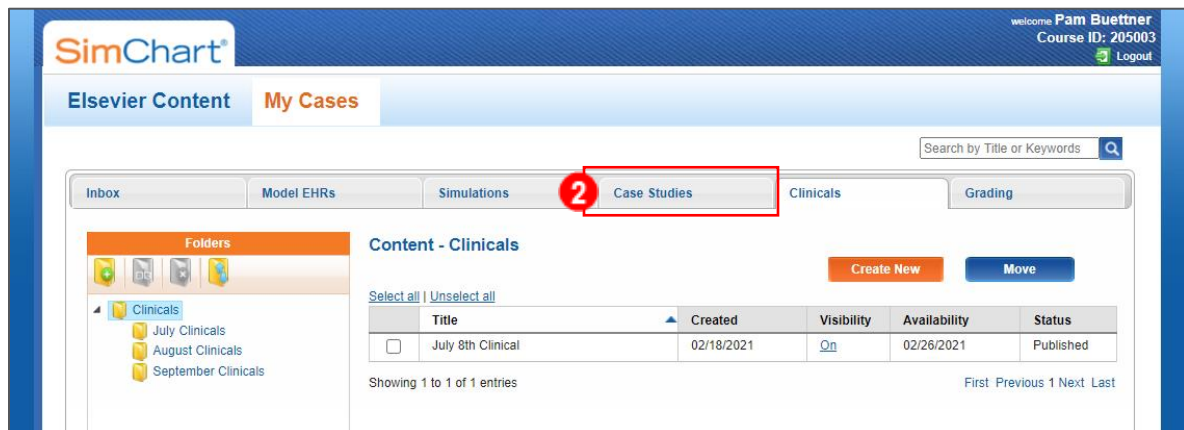 welcome Pam Buettner
SimChart®
Course ID: 205003
Logout
Elsevier Content My Cases
Search by Title or Keywords
Inbox Model EHRs Simulations 2 Case Studies Clinicals Grading
Folders
Content - Clinicals
Create New Move
Select all | Unselect all
Clinicals
July Clinicals
August Clinicals
September Clinicals
Title Created Visibility Availability Status
July 8th Clinical 02/18/2021 On 02/26/2021 Published
Showing 1 to 1 of 1 entries
First Previous 1 Next Last